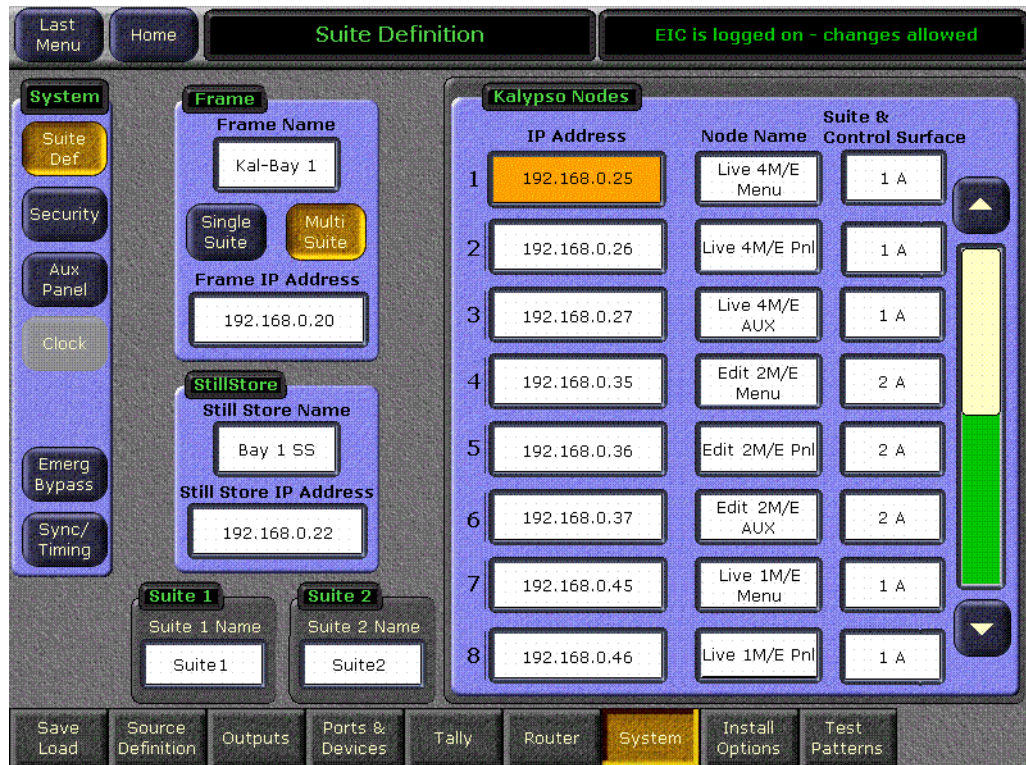 Last
Menu
Home
Suite Definition
EIC is logged on - changes allowed
System
Suite
Def
Security
Aux
Panel
Clock
Emerg
Bypass
Sync/
Timing
Frame
Frame Name
Kal-Bay 1
Single
Suite
Multi
Suite
Frame IP Address
192.168.0.20
StillStore
Still Store Name
Bay 1 SS
Still Store IP Address
192.168.0.22
Suite 1
Suite 1 Name
Suite1
Suite 2
Suite 2 Name
Suite2
Kalypso Nodes
IP Address
Node Name
Suite &
Control Surface
1
192.168.0.25
Live 4M/E
Menu
1 A
2
192.168.0.26
Live 4M/E Pnl
1 A
3
192.168.0.27
Live 4M/E
AUX
1 A
4
192.168.0.35
Edit 2M/E
Menu
2 A
5
192.168.0.36
Edit 2M/E Pnl
2 A
6
192.168.0.37
Edit 2M/E
AUX
2 A
7
192.168.0.45
Live 1M/E
Menu
1 A
8
192.168.0.46
Live 1M/E Pnl
1 A
Save
Load
Source
Definition
Outputs
Ports &
Devices
Tally
Router
System
Install
Options
Test
Patterns